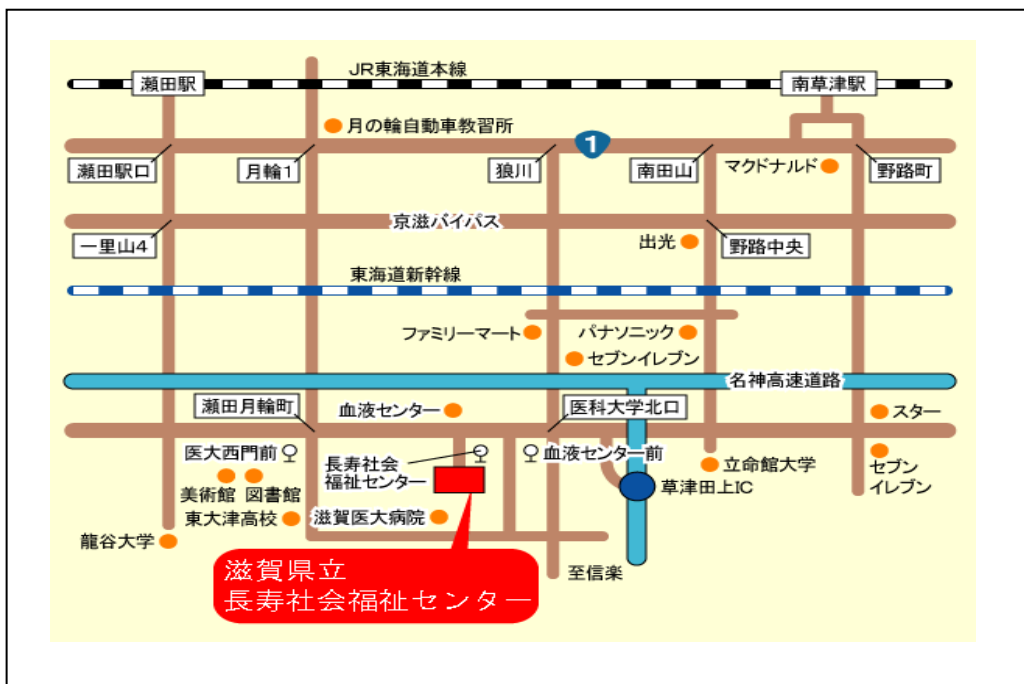 JR東海道本線
瀬田駅
南草津駅
月の輪自動車教習所
1
瀬田駅口
月輪1
狼川
南田山
マクドナルド
野路町
京滋バイパス
一里山4
出光
野路中央
東海道新幹線
ファミリーマート
パナソニック
セブンイレブン
名神高速道路
瀬田月輪町
血液センター
医科大学北口
スター
医大西門前
長寿社会
福祉センター
血液センター前
立命館大学
セブン
イレブン
美術館
図書館
草津田上IC
東大津高校
滋賀医大病院
龍谷大学
至信楽
滋賀県立
長寿社会福祉センター